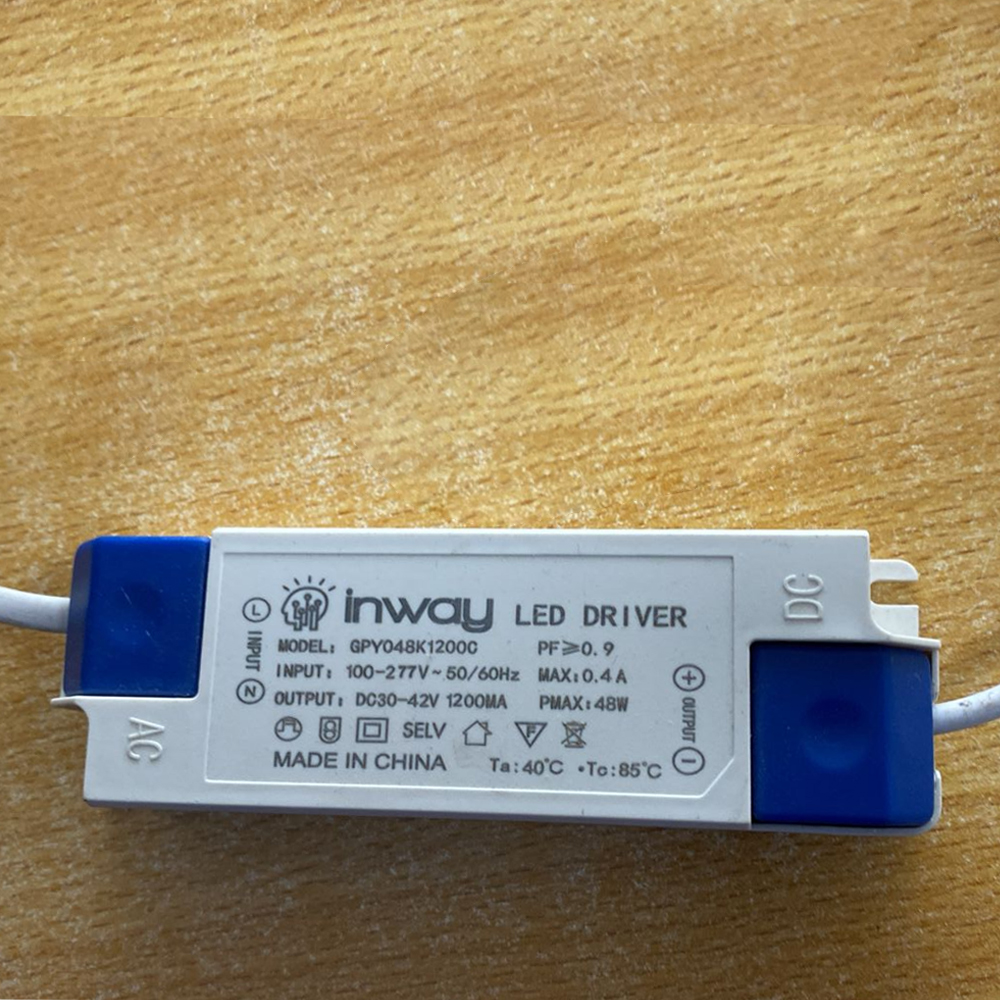 inway LED DRIVER
MODEL: GPY048K1200C PF≥0.9
INPUT: 100-277V~50/60Hz MAX:0.4A
OUTPUT: DC30-42V 1200MA PMAX:48W
SELV F
MADE IN CHINA Ta:40℃ •Tc:85℃
L INPUT N
+ OUTPUT -
AC
DC